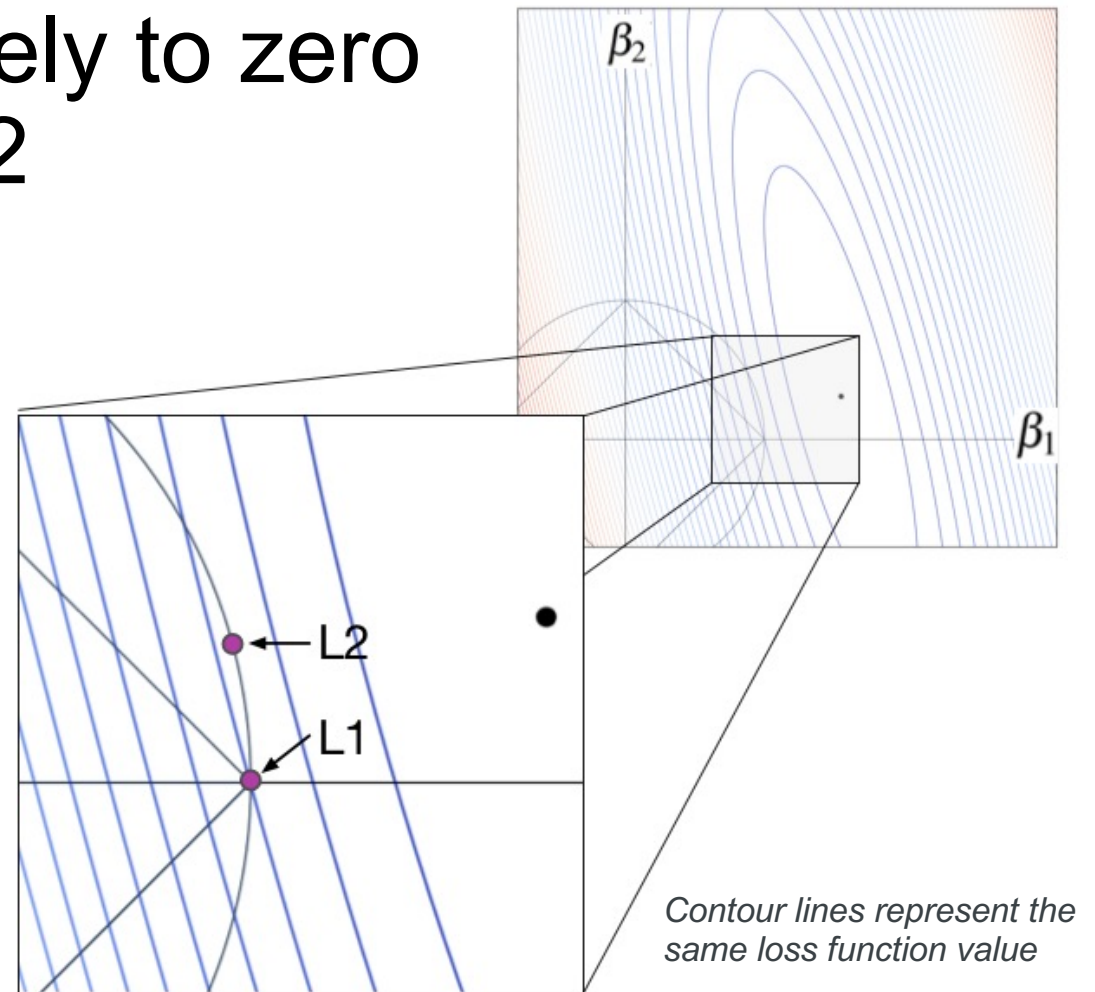 ely to zero
2
β₂
β₁
L2
L1
Contour lines represent the
same loss function value